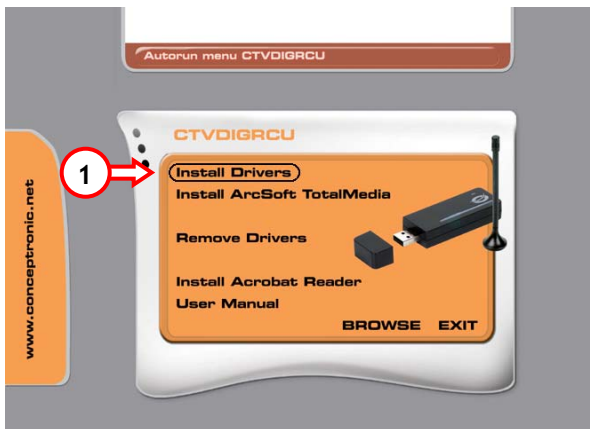 Autorun menu CTVDIGRCU
www.conceptronic.net
CTVDIGRCU
1
Install Drivers
Install ArcSoft TotalMedia
Remove Drivers
Install Acrobat Reader
User Manual
BROWSE EXIT